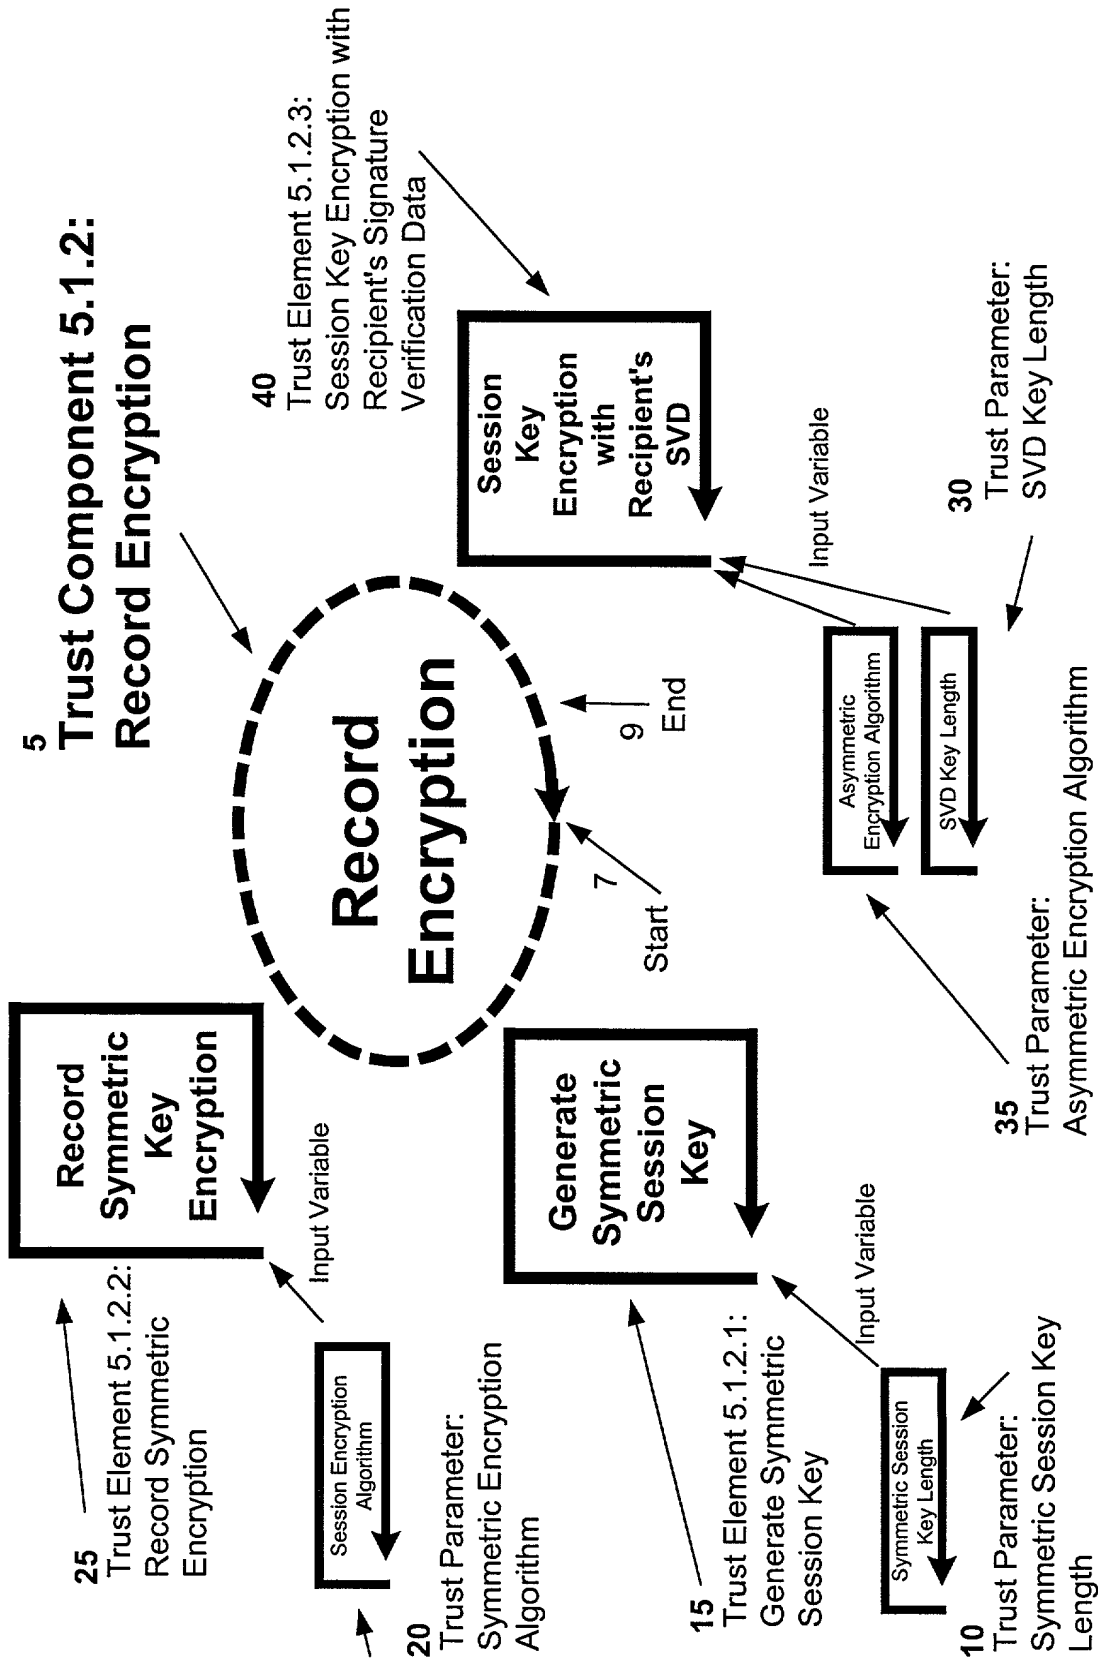 5
Trust Component 5.1.2:
Record Encryption
25
Trust Element 5.1.2.2:
Record Symmetric
Encryption
Record
Symmetric
Key
Encryption
Input Variable
Session Encryption
Algorithm
20
Trust Parameter:
Symmetric Encryption
Algorithm
Record
Encryption
7
Start
9
End
40
Trust Element 5.1.2.3:
Session Key Encryption with
Recipient's Signature
Verification Data
Session
Key
Encryption
with
Recipient's
SVD
Input Variable
15
Trust Element 5.1.2.1:
Generate Symmetric
Session Key
Generate
Symmetric
Session
Key
Input Variable
Symmetric Session
Key Length
10
Trust Parameter:
Symmetric Session Key
Length
Asymmetric
Encryption Algorithm
SVD Key Length
35
Trust Parameter:
Asymmetric Encryption Algorithm
30
Trust Parameter:
SVD Key Length